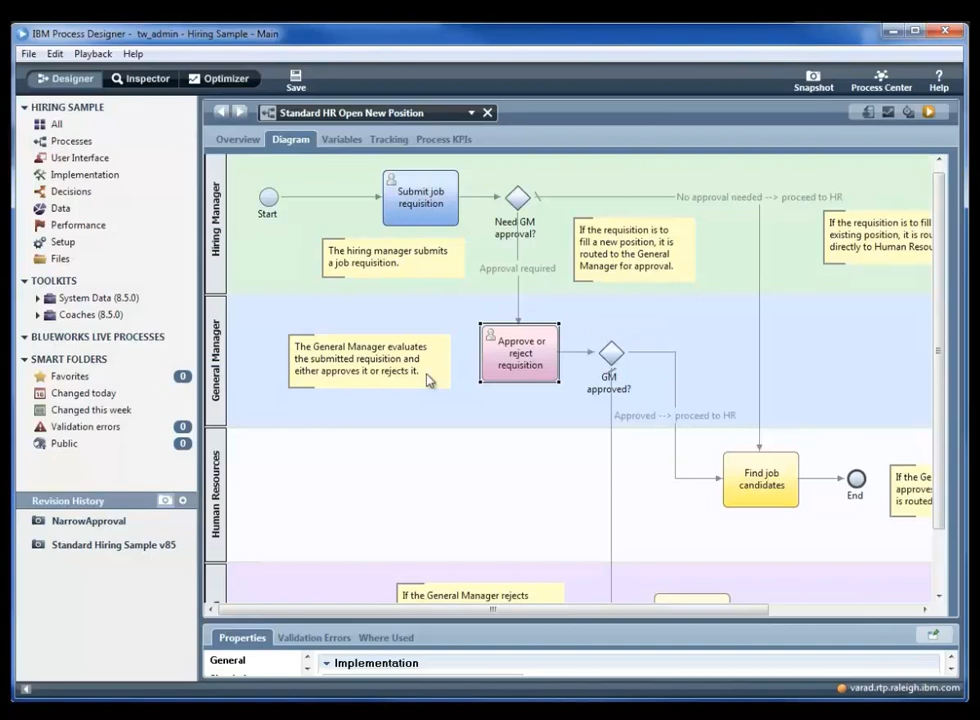 IBM Process Designer - tw_admin - Hiring Sample - Main
File Edit Playback Help
Designer Inspector Optimizer Save Snapshot Process Center Help
HIRING SAMPLE
All
Processes
User Interface
Implementation
Decisions
Data
Performance
Setup
Files
TOOLKITS
System Data (8.5.0)
Coaches (8.5.0)
BLUEWORKS LIVE PROCESSES
SMART FOLDERS
Favorites 0
Changed today
Changed this week
Validation errors 0
Public 0
Revision History
NarrowApproval
Standard Hiring Sample v85
Standard HR Open New Position
Overview Diagram Variables Tracking Process KPIs
Hiring Manager
Start
Submit job
requisition
Need GM
approval?
No approval needed --> proceed to HR
The hiring manager submits
a job requisition.
Approval required
If the requisition is to
fill a new position, it is
routed to the General
Manager for approval.
If the requisition is to fill
existing position, it is ro
directly to Human Resou
General Manager
The General Manager evaluates
the submitted requisition and
either approves it or rejects it.
Approve or
reject
requisition
GM
approved?
Approved --> proceed to HR
Human Resources
Find job
candidates
End
If the Ge
approves
is routed
If the General Manager rejects
Properties Validation Errors Where Used
General
Implementation
varad.rtp.raleigh.ibm.com